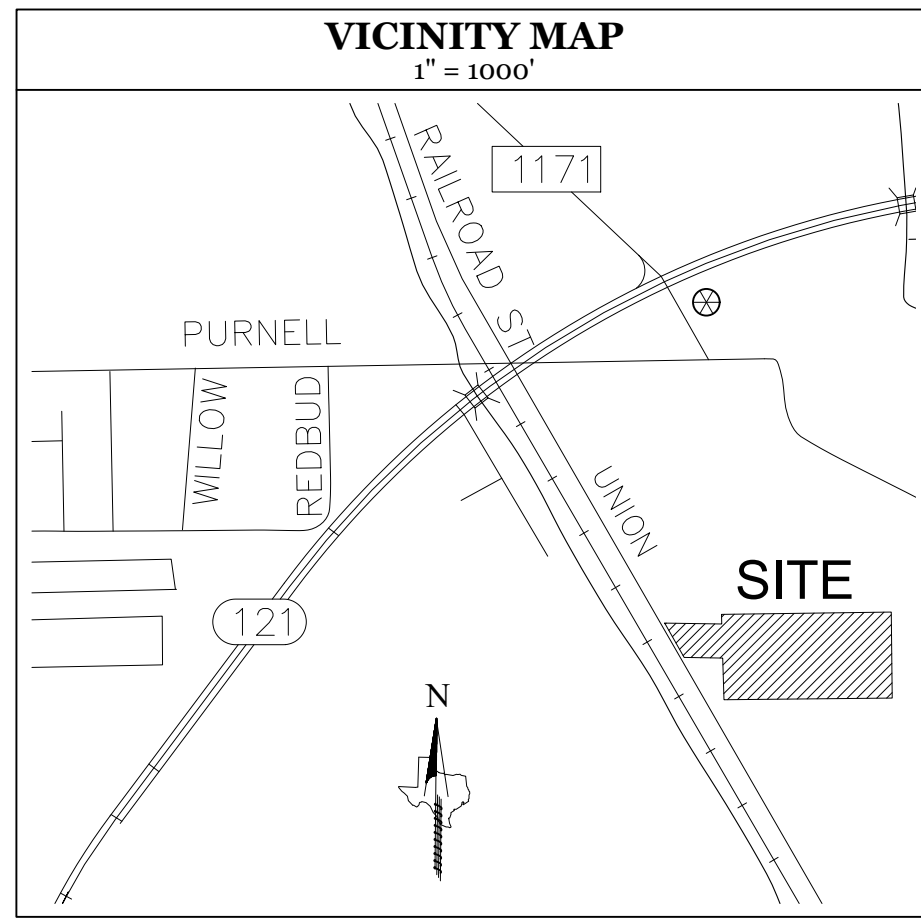 VICINITY MAP
1" = 1000'
RAILROAD ST
1171
PURNELL
WILLOW
REDBUD
UNION
SITE
121
N